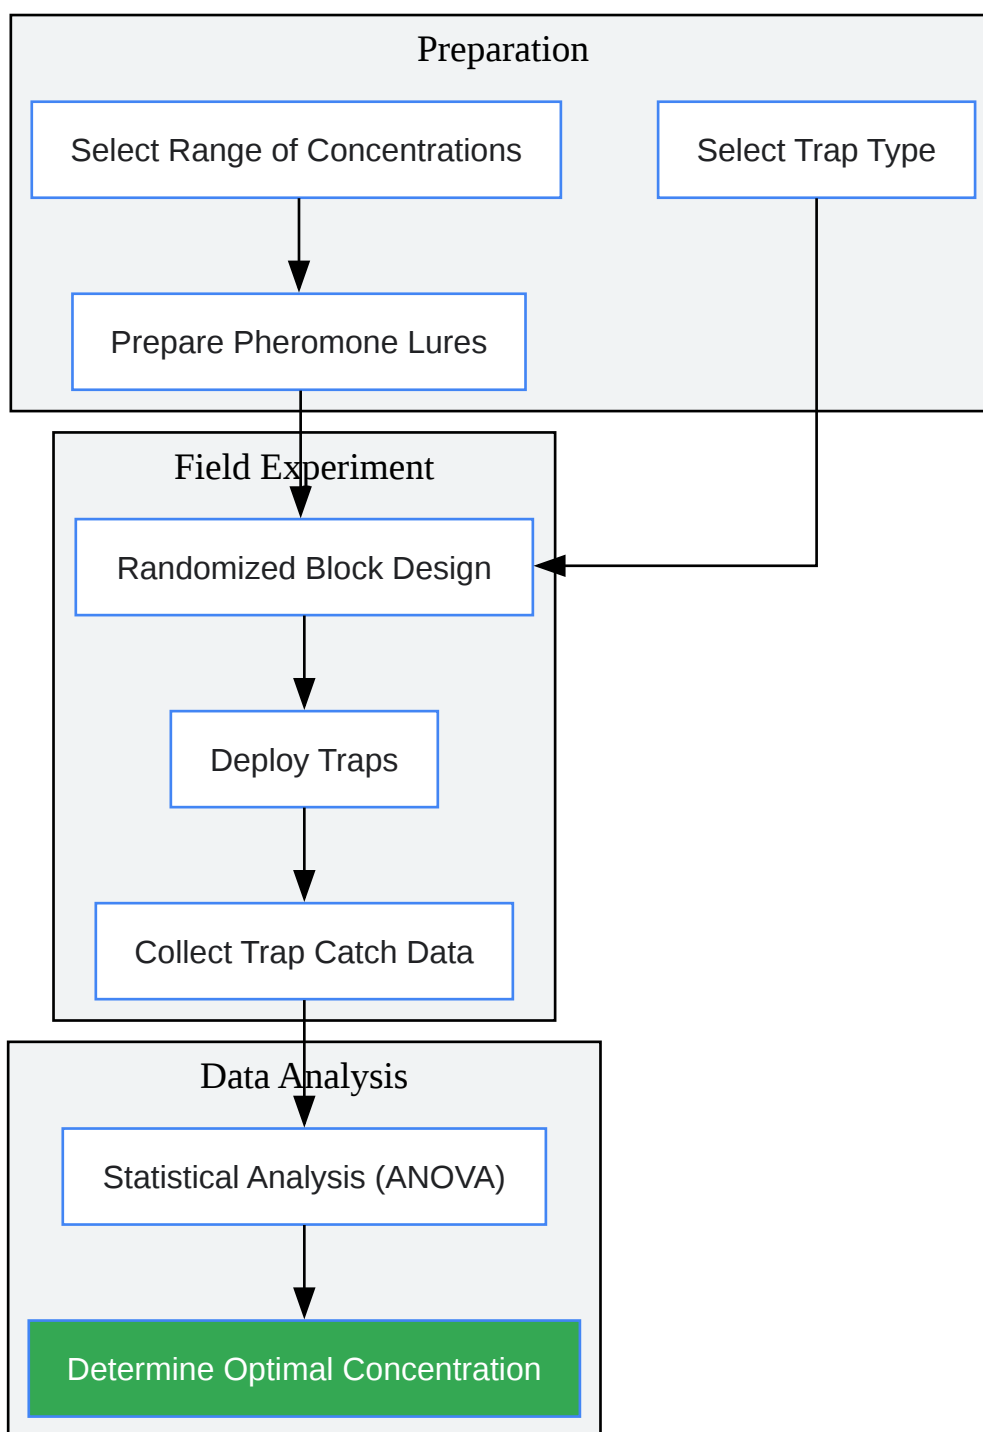 Preparation
Select Range of Concentrations
Select Trap Type
Prepare Pheromone Lures
Field Experiment
Randomized Block Design
Deploy Traps
Collect Trap Catch Data
Data Analysis
Statistical Analysis (ANOVA)
Determine Optimal Concentration